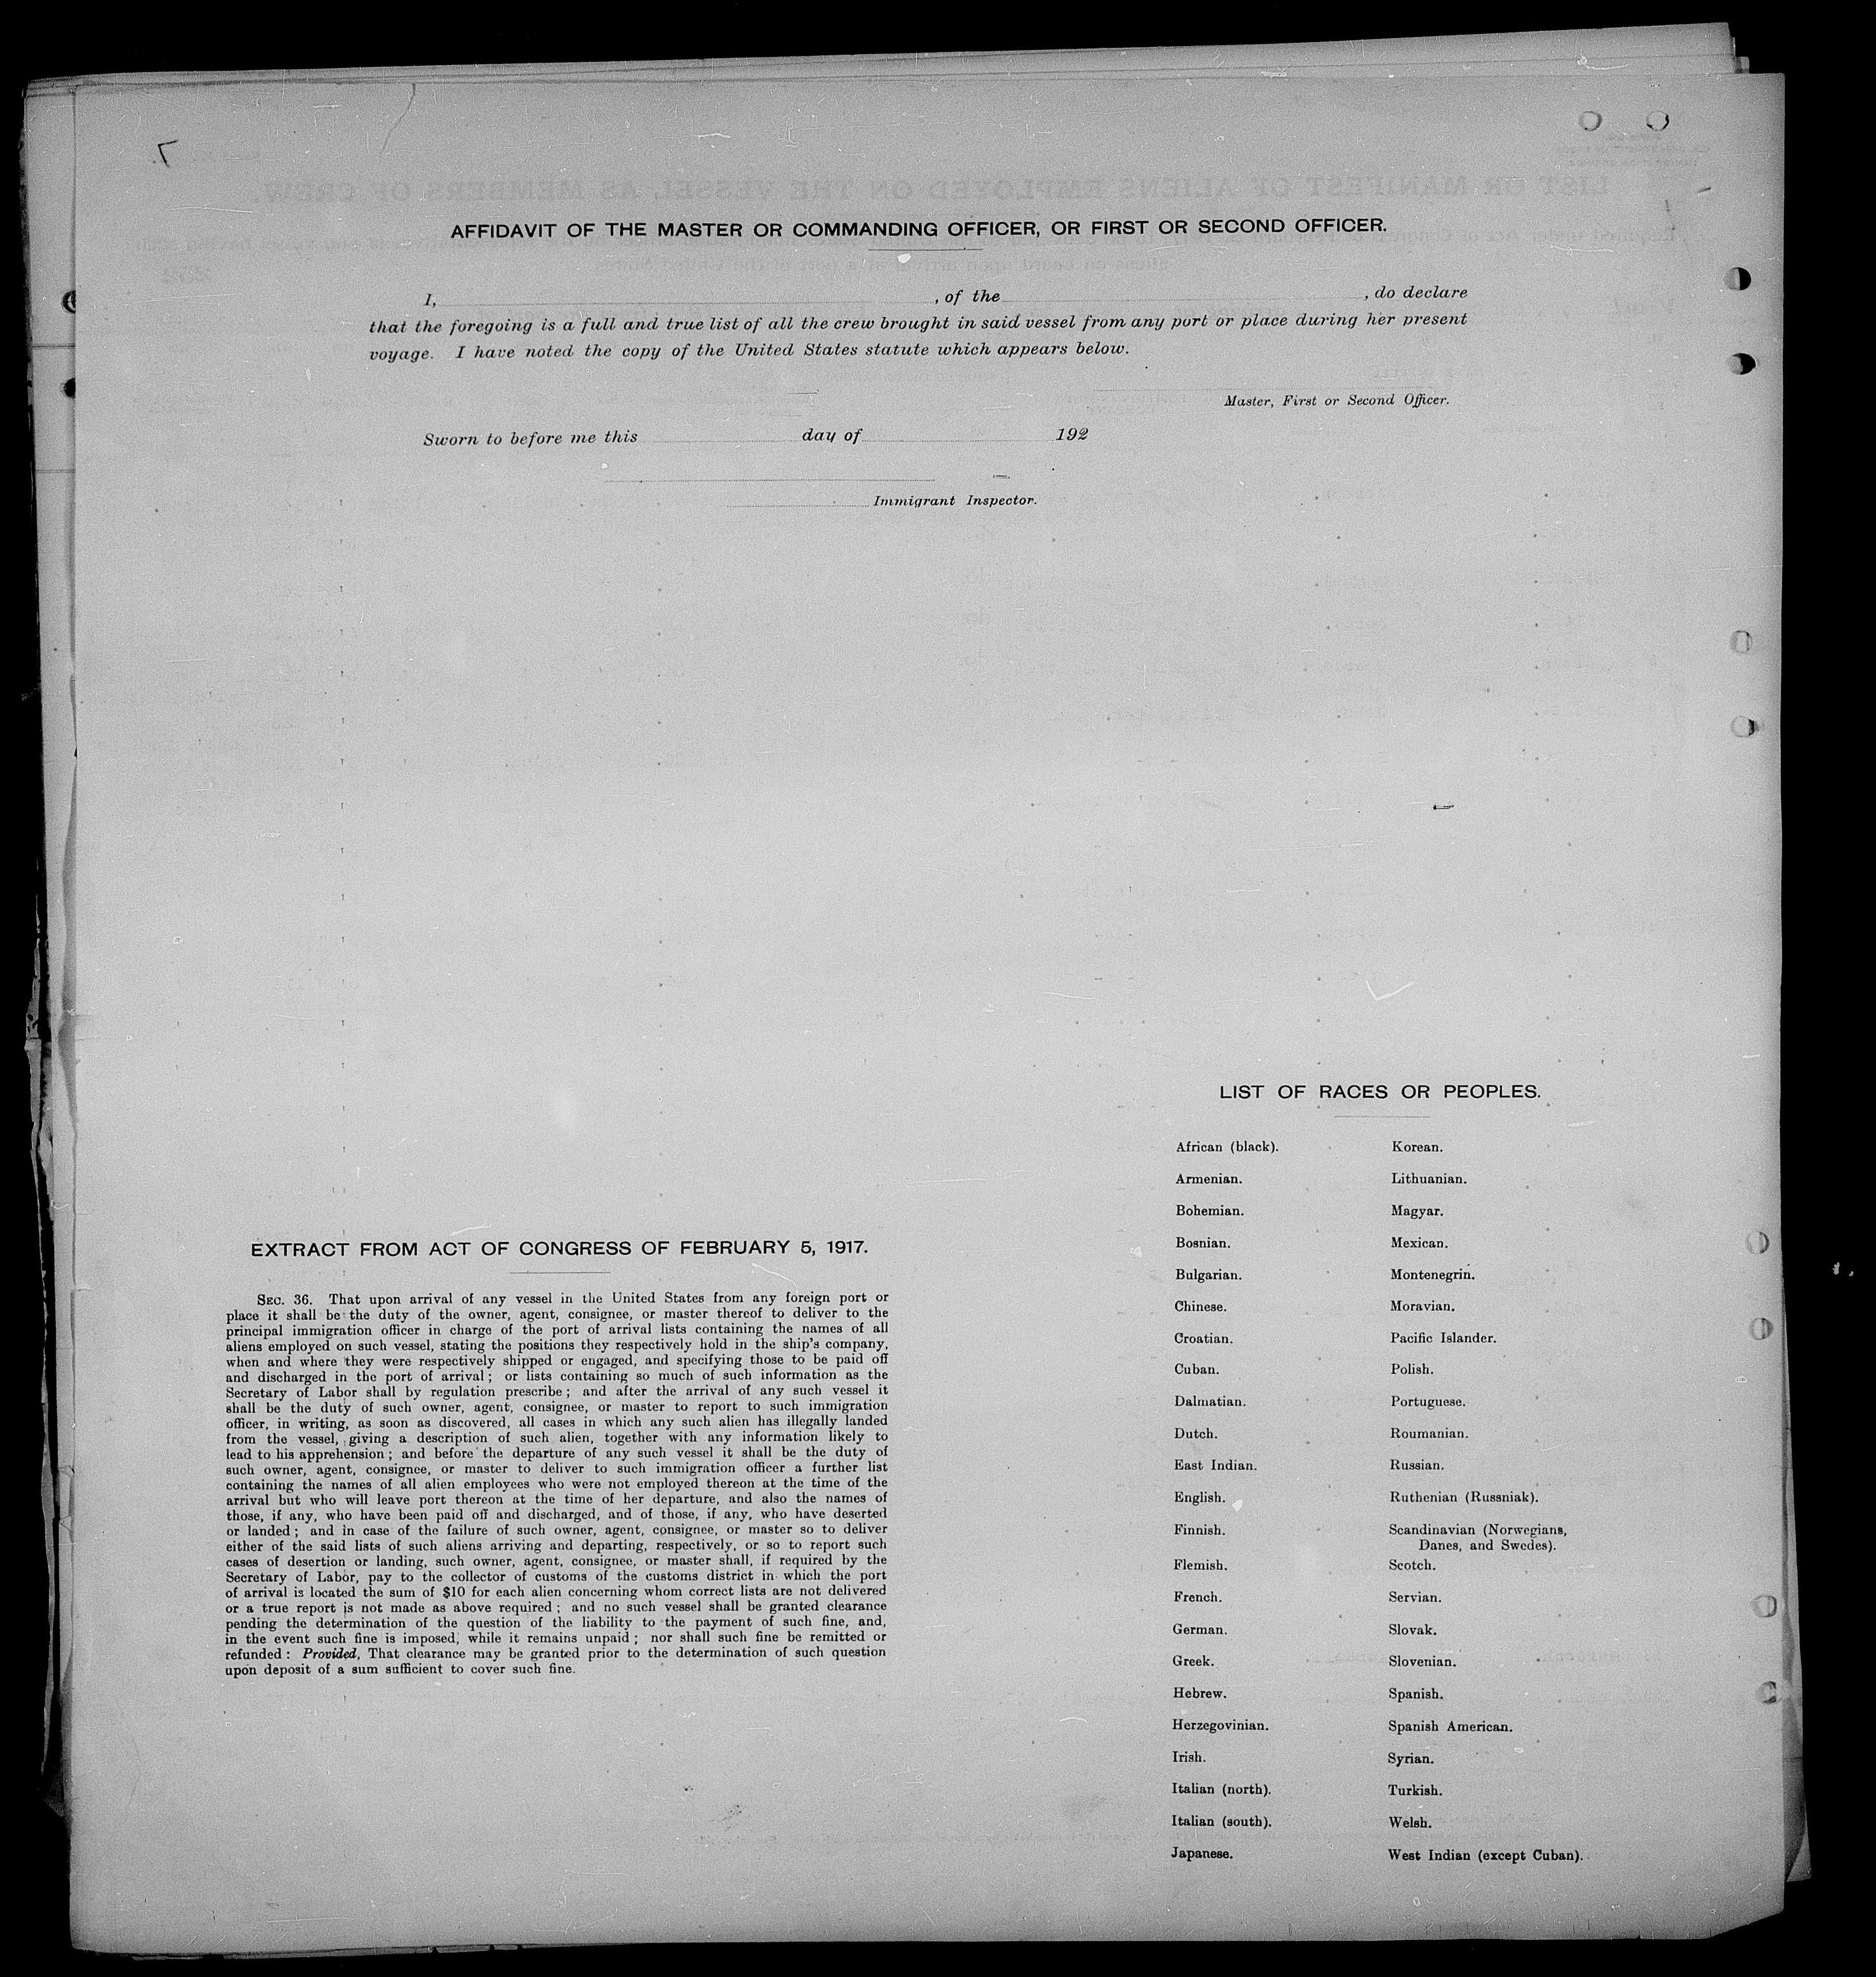 7.
LIST OR MANIFEST OF ALIENS EMPLOYED ON THE VESSEL AS MEMBERS OF CREW.
AFFIDAVIT OF THE MASTER OR COMMANDING OFFICER, OR FIRST OR SECOND OFFICER.
I, , of the , do declare
that the foregoing is a full and true list of all the crew brought in said vessel from any port or place during her present
voyage. I have noted the copy of the United States statute which appears below.
Master, First or Second Officer.
Sworn to before me this day of 192
Immigrant Inspector.
EXTRACT FROM ACT OF CONGRESS OF FEBRUARY 5, 1917.
SEC. 36. That upon arrival of any vessel in the United States from any foreign port or
place it shall be the duty of the owner, agent, consignee, or master thereof to deliver to the
principal immigration officer in charge of the port of arrival lists containing the names of all
aliens employed on such vessel, stating the positions they respectively hold in the ship's company,
when and where they were respectively shipped or engaged, and specifying those to be paid off
and discharged in the port of arrival; or lists containing so much of such information as the
Secretary of Labor shall by regulation prescribe; and after the arrival of any such vessel it
shall be the duty of such owner, agent, consignee, or master to report to such immigration
officer, in writing, as soon as discovered, all cases in which any such alien has illegally landed
from the vessel, giving a description of such alien, together with any information likely to
lead to his apprehension; and before the departure of any such vessel it shall be the duty of
such owner, agent, consignee, or master to deliver to such immigration officer a further list
containing the names of all alien employees who were not employed thereon at the time of the
arrival but who will leave port thereon at the time of her departure, and also the names of
those, if any, who have been paid off and discharged, and of those, if any, who have deserted
or landed; and in case of the failure of such owner, agent, consignee, or master so to deliver
either of the said lists of such aliens arriving and departing, respectively, or so to report such
cases of desertion or landing, such owner, agent, consignee, or master shall, if required by the
Secretary of Labor, pay to the collector of customs of the customs district in which the port
of arrival is located the sum of $10 for each alien concerning whom correct lists are not delivered
or a true report is not made as above required; and no such vessel shall be granted clearance
pending the determination of the question of the liability to the payment of such fine, and,
in the event such fine is imposed, while it remains unpaid; nor shall such fine be remitted or
refunded: Provided, That clearance may be granted prior to the determination of such question
upon deposit of a sum sufficient to cover such fine.
LIST OF RACES OR PEOPLES.
African (black).
Armenian.
Bohemian.
Bosnian.
Bulgarian.
Chinese.
Croatian.
Cuban.
Dalmatian.
Dutch.
East Indian.
English.
Finnish.
Flemish.
French.
German.
Greek.
Hebrew.
Herzegovinian.
Irish.
Italian (north).
Italian (south).
Japanese.
Korean.
Lithuanian.
Magyar.
Mexican.
Montenegrin.
Moravian.
Pacific Islander.
Polish.
Portuguese.
Roumanian.
Russian.
Ruthenian (Russniak).
Scandinavian (Norwegians,
Danes, and Swedes).
Scotch.
Servian.
Slovak.
Slovenian.
Spanish.
Spanish American.
Syrian.
Turkish.
Welsh.
West Indian (except Cuban).